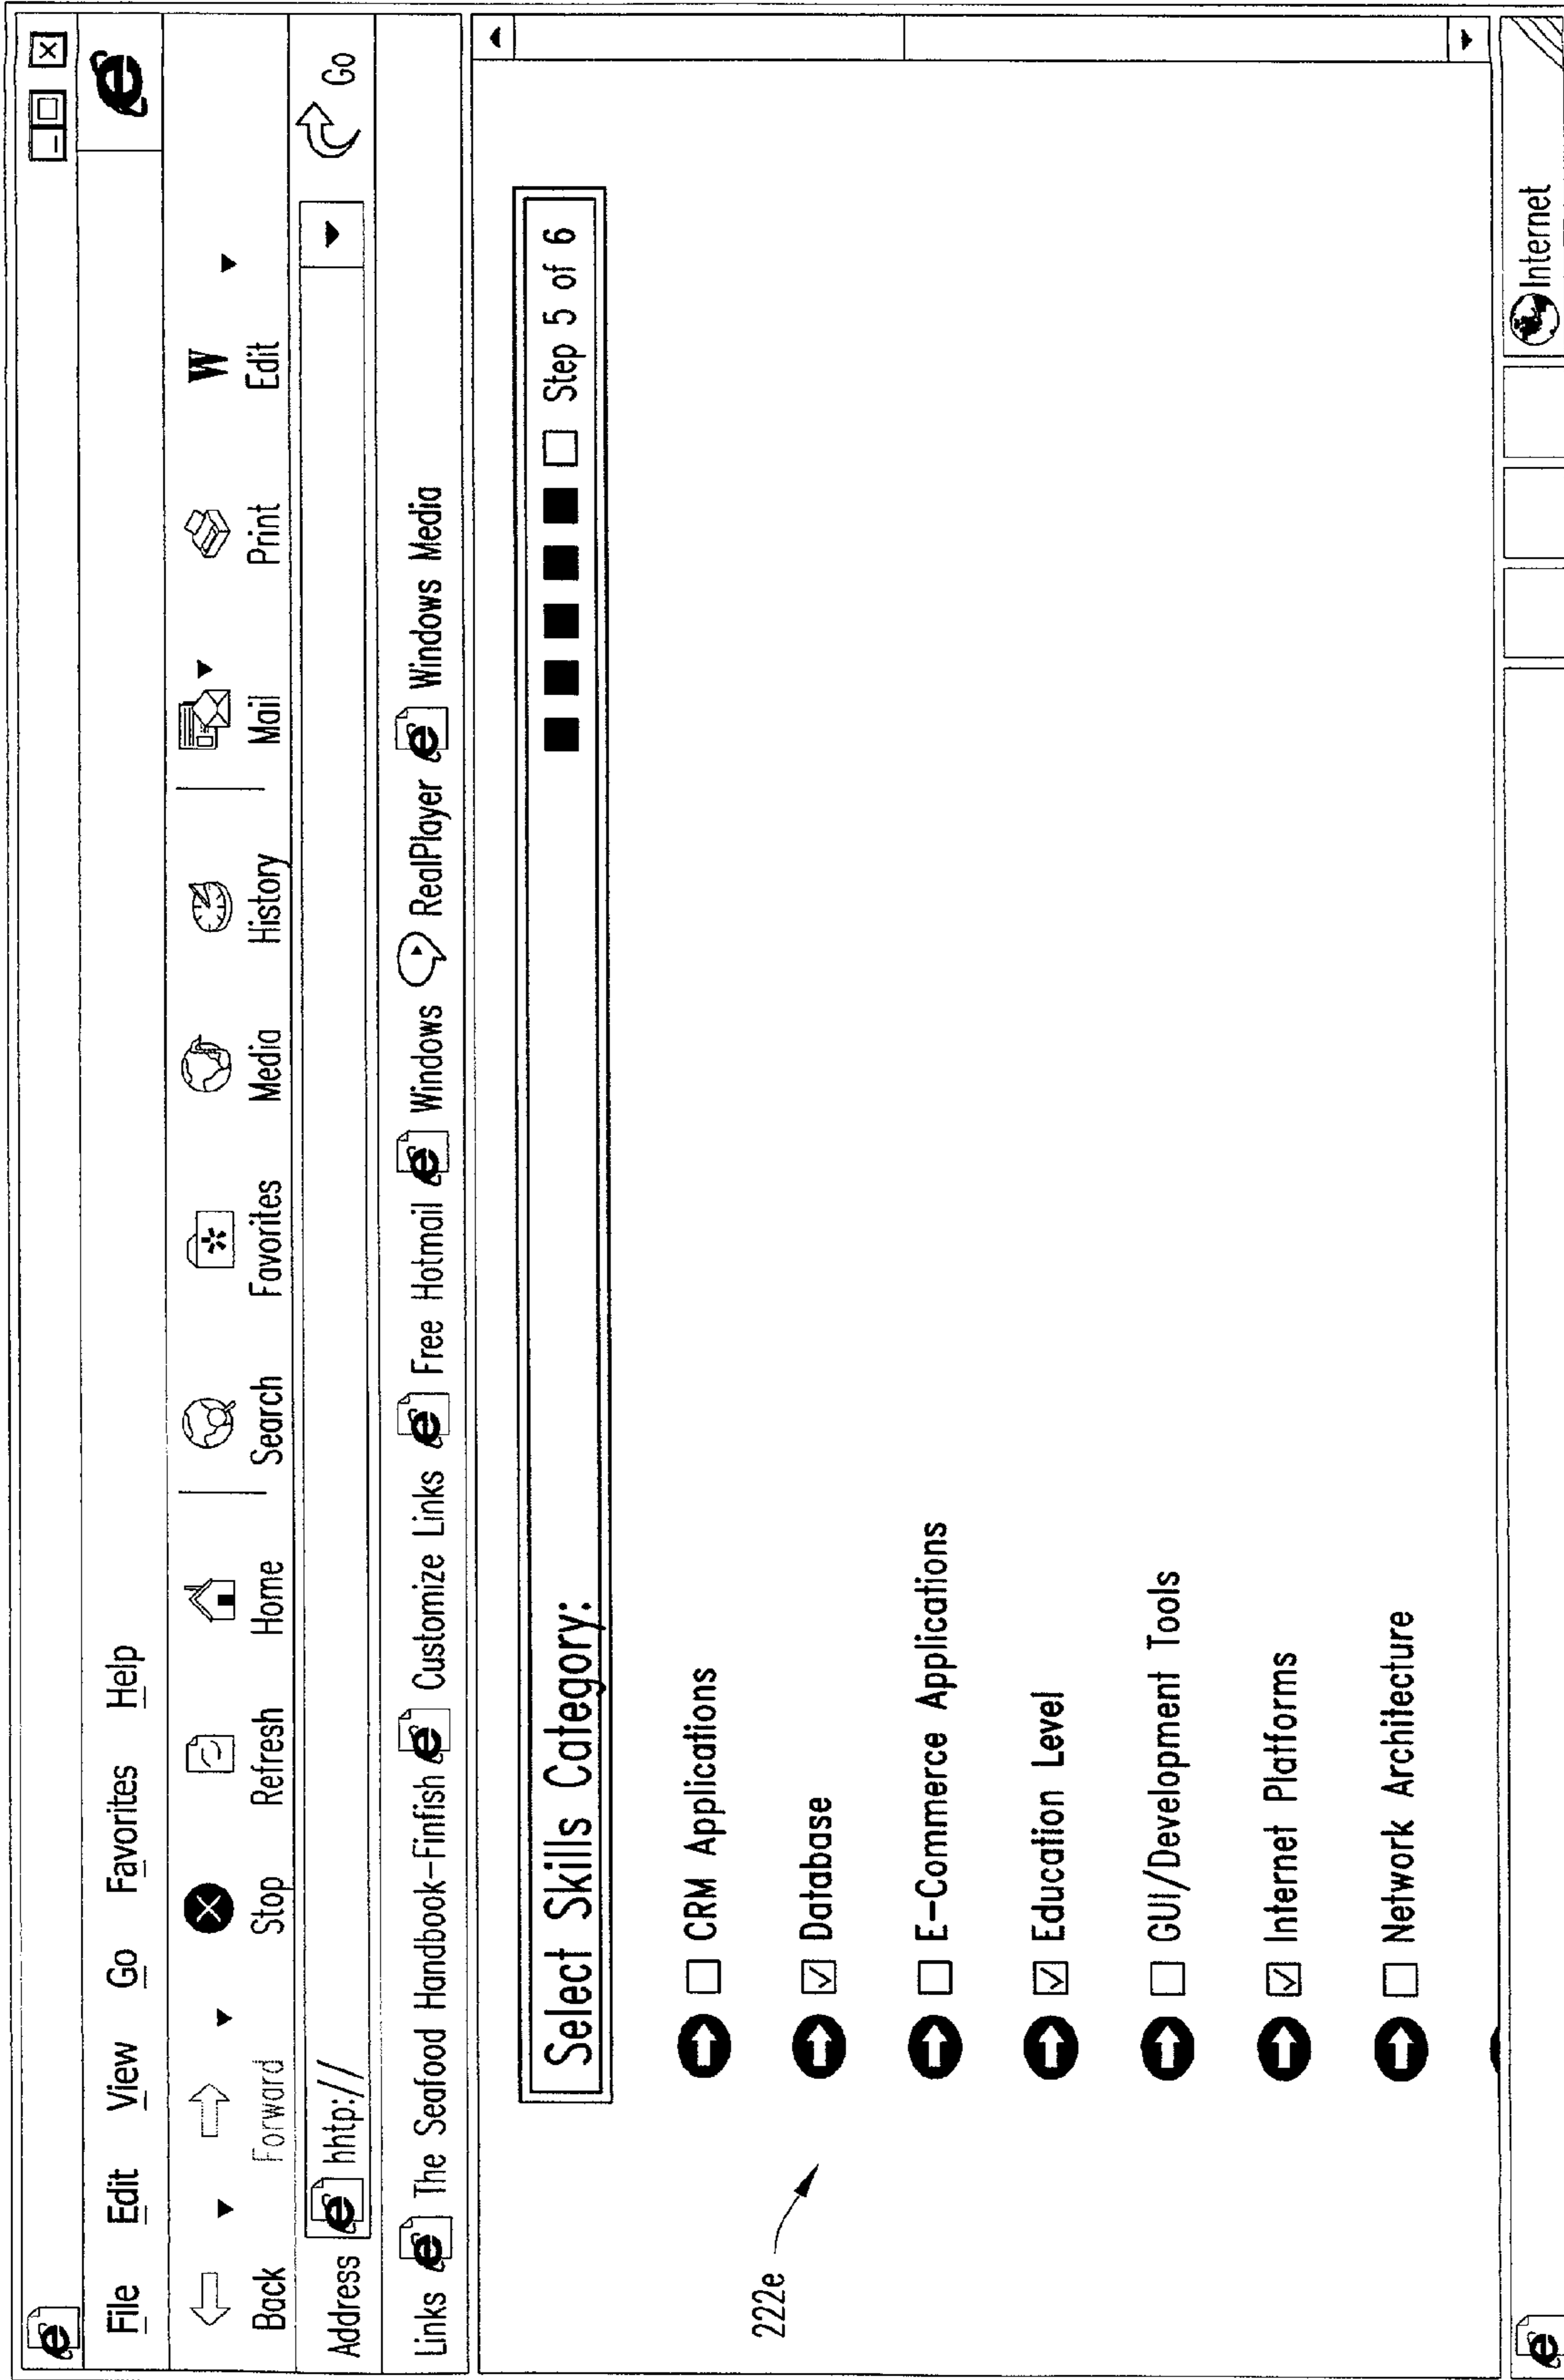 File Edit View Go Favorites Help
Back Forward Stop Refresh Home Search Favorites Media History Mail Print Edit
Address hhtp:// Go
Links The Seafood Handbook-Finfish Customize Links Free Hotmail Windows RealPlayer Windows Media
Select Skills Category: Step 5 of 6
CRM Applications
Database
E-Commerce Applications
Education Level
GUI/Development Tools
Internet Platforms
Network Architecture
222e
Internet